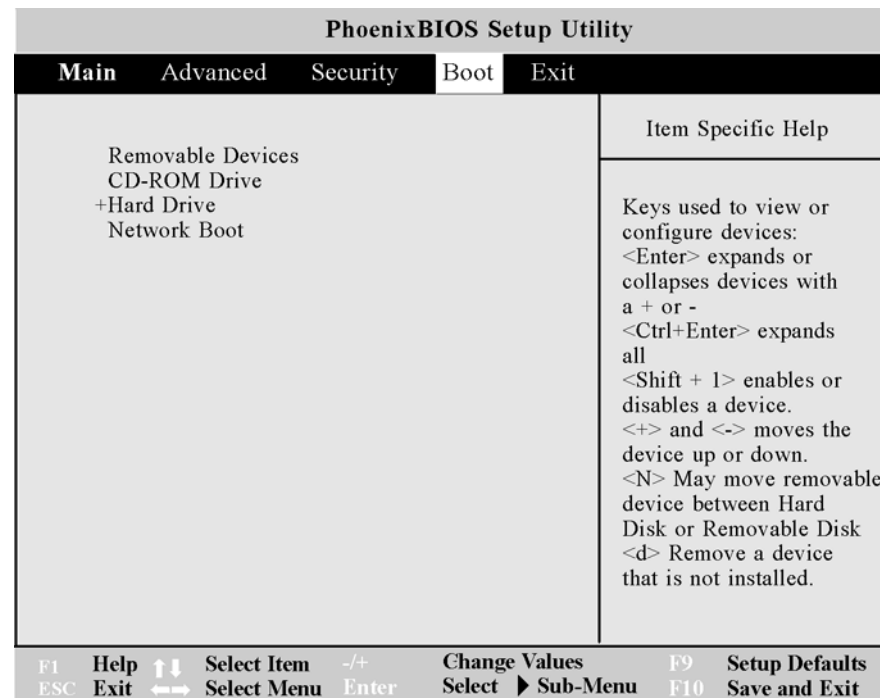 PhoenixBIOS Setup Utility
Main Advanced Security Boot Exit
Removable Devices
CD-ROM Drive
+Hard Drive
Network Boot
Item Specific Help
Keys used to view or
configure devices:
<Enter> expands or
collapses devices with
a + or -
<Ctrl+Enter> expands
all
<Shift + 1> enables or
disables a device.
<+> and <-> moves the
device up or down.
<N> May move removable
device between Hard
Disk or Removable Disk
<d> Remove a device
that is not installed.
F1 Help Select Item -/+ Change Values F9 Setup Defaults
ESC Exit Select Menu Enter Select Sub-Menu F10 Save and Exit